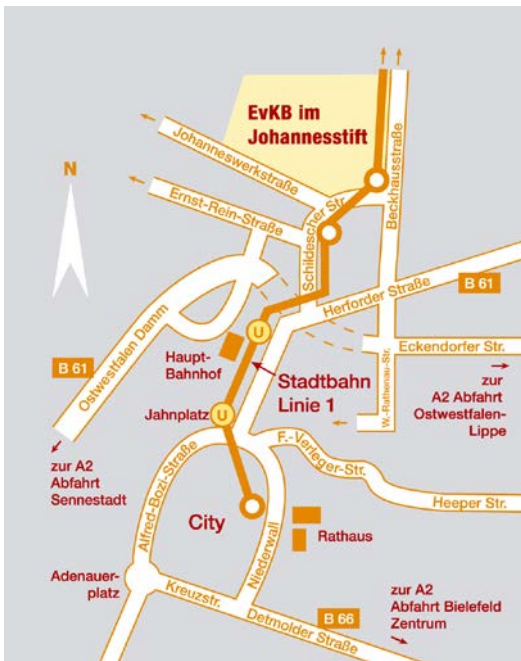 EvKB im
Johannesstift
Johanneswerkstraße
N
Ernst-Rein-Straße
Schildescher Str.
Beckhausstraße
Herforder Straße
B 61
Ostwestfalen Damm
B 61
U
Haupt-
Bahnhof
Stadtbahn
Linie 1
W.-Rathenau-Str.
Eckendorfer Str.
zur
A2 Abfahrt
Ostwestfalen-
Lippe
Jahnplatz
U
zur A2
Abfahrt
Sennestadt
Alfred-Bozi-Straße
F.-Verleger-Str.
Heeper Str.
City
Niederwall
Rathaus
Adenauer-
platz
Kreuzstr.
Detmolder Straße
B 66
zur A2
Abfahrt Bielefeld
Zentrum